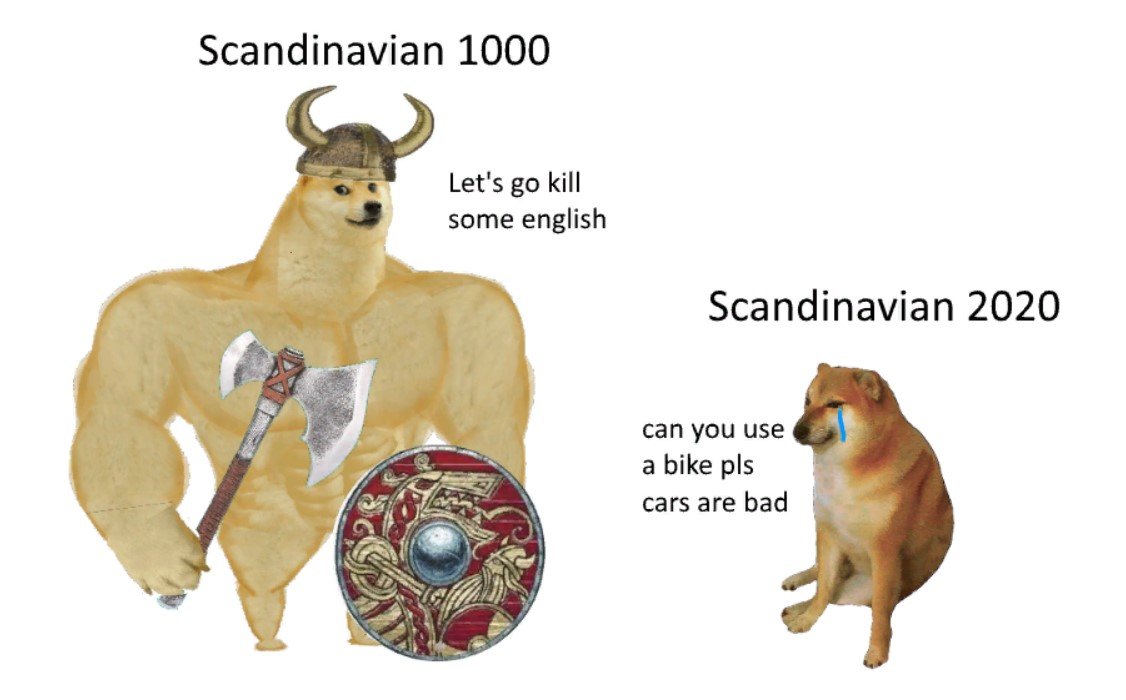 Scandinavian 1000
Let's go kill
some english
Scandinavian 2020
can you use
a bike pls
cars are bad